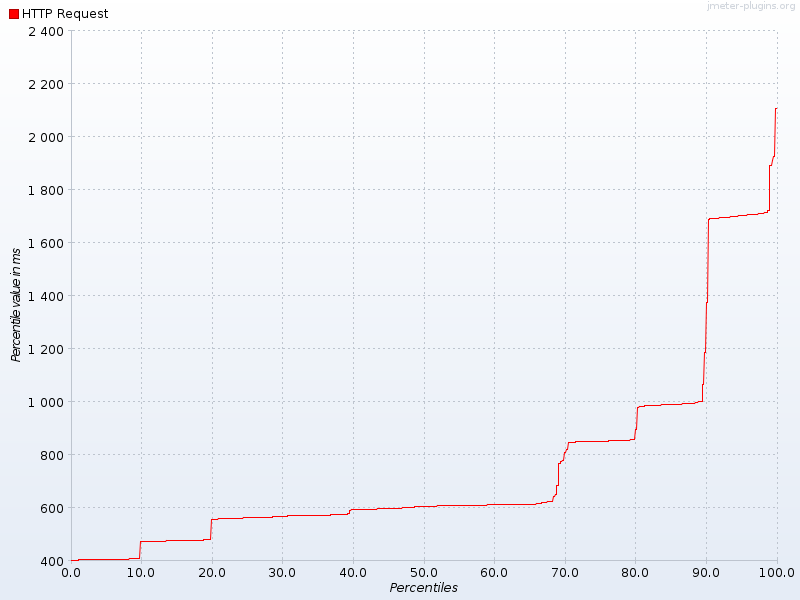 jmeter-plugins.org
HTTP Request
2 400
2 200
2 000
1 800
1 600
1 400
1 200
1 000
800
600
400
Percentile value in ms
0.0 10.0 20.0 30.0 40.0 50.0 60.0 70.0 80.0 90.0 100.0
Percentiles